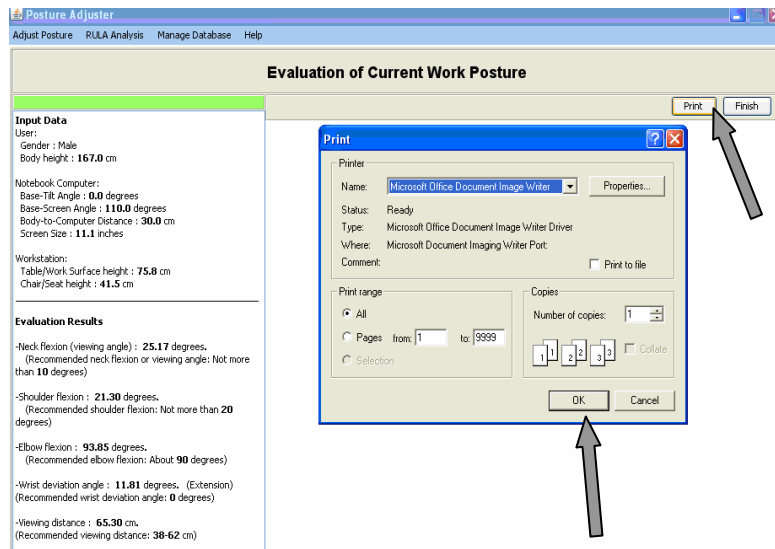 Posture Adjuster
Adjust Posture RULA Analysis Manage Database Help
Evaluation of Current Work Posture
Print Finish
Input Data
User:
Gender : Male
Body height : 167.0 cm
Notebook Computer:
Base-Tilt Angle : 0.0 degrees
Base-Screen Angle : 110.0 degrees
Body-to-Computer Distance : 30.0 cm
Screen Size : 11.1 inches
Workstation:
Table/Work Surface height : 75.8 cm
Chair/Seat height : 41.5 cm
Evaluation Results
-Neck flexion (viewing angle) : 25.17 degrees.
(Recommended neck flexion or viewing angle: Not more
than 10 degrees)
-Shoulder flexion : 21.30 degrees.
(Recommended shoulder flexion: Not more than 20
degrees)
-Elbow flexion : 93.85 degrees.
(Recommended elbow flexion: About 90 degrees)
-Wrist deviation angle : 11.81 degrees. (Extension)
(Recommended wrist deviation angle: 0 degrees)
-Viewing distance : 65.30 cm.
(Recommended viewing distance: 38-62 cm)
Print
Printer
Name: Microsoft Office Document Image Writer Properties...
Status: Ready
Type: Microsoft Office Document Image Writer Driver
Where: Microsoft Document Imaging Writer Port:
Comment: Print to file
Print range
All
Pages from: 1 to: 9999
Selection
Copies
Number of copies: 1
1 1 2 2 3 3 Collate
OK Cancel